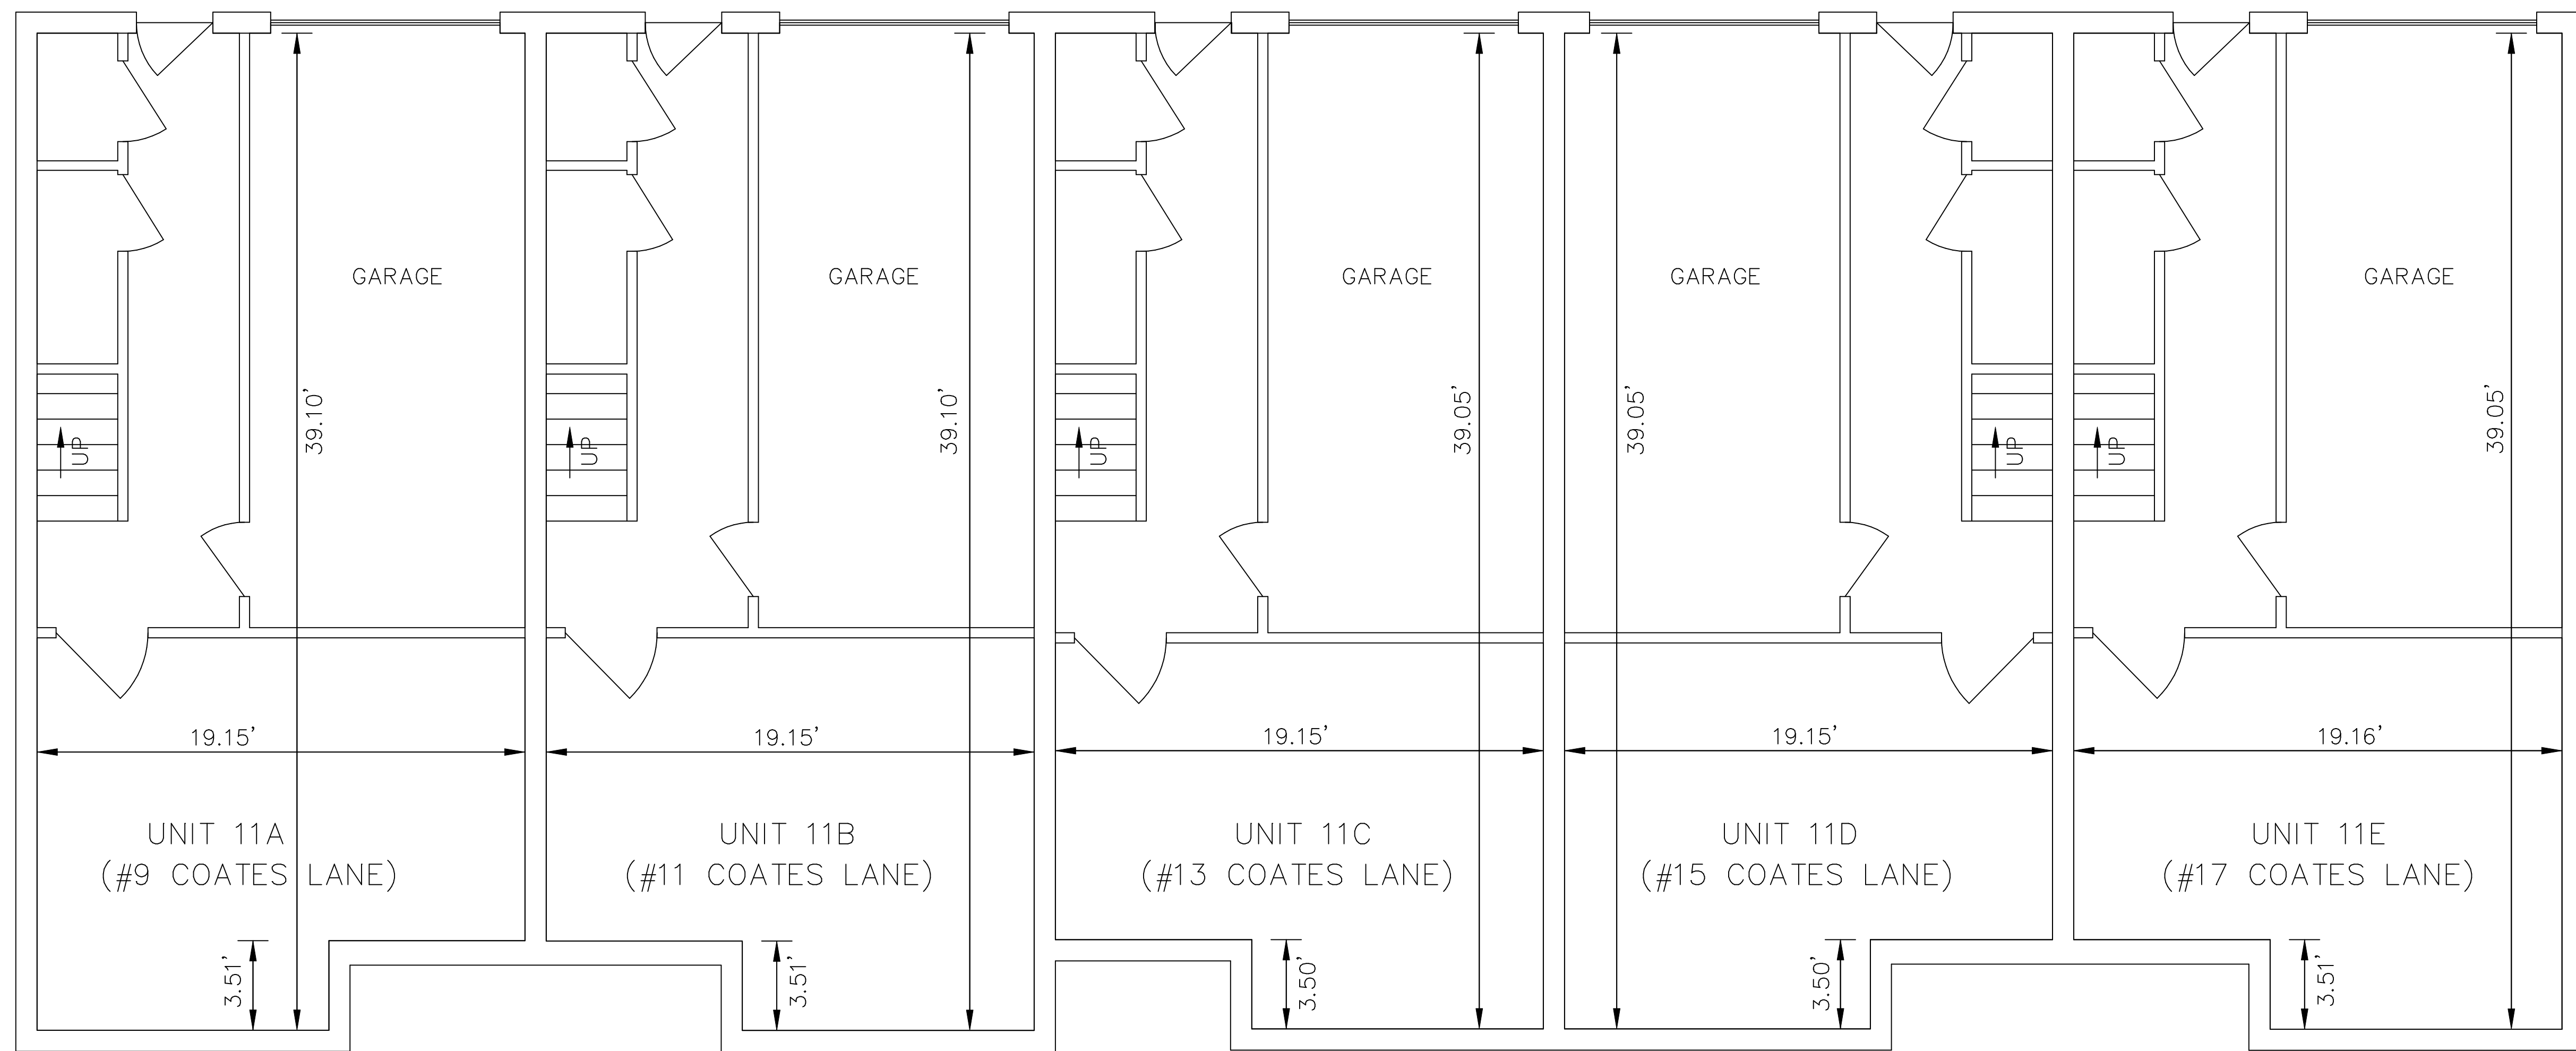 GARAGE
GARAGE
GARAGE
GARAGE
GARAGE
39.10'
39.10'
39.05'
39.05'
39.05'
UP
UP
UP
UP
UP
19.15'
19.15'
19.15'
19.15'
19.16'
UNIT 11A
(#9 COATES LANE)
UNIT 11B
(#11 COATES LANE)
UNIT 11C
(#13 COATES LANE)
UNIT 11D
(#15 COATES LANE)
UNIT 11E
(#17 COATES LANE)
3.51'
3.51'
3.50'
3.50'
3.51'